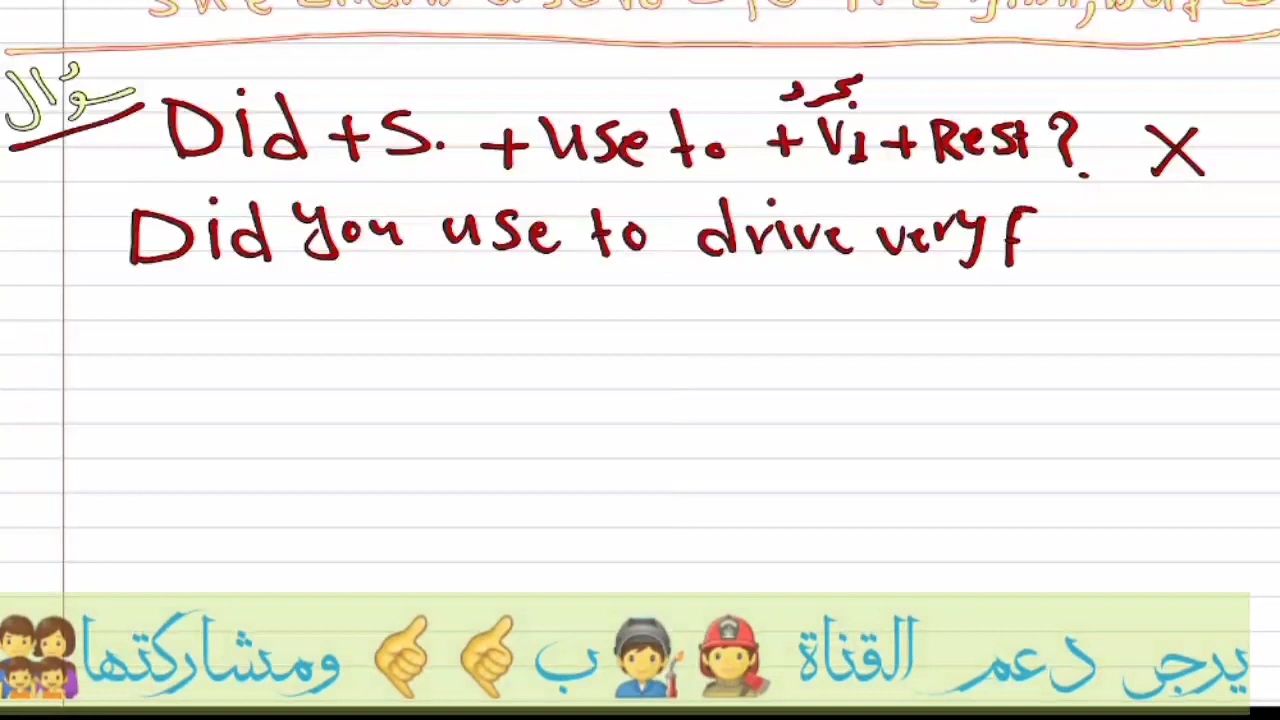 سؤال Did + S. + use to + V1 + Rest? X
مجرد
Did you use to drive very f
يرجى دعم القناة ب ومشاركتها